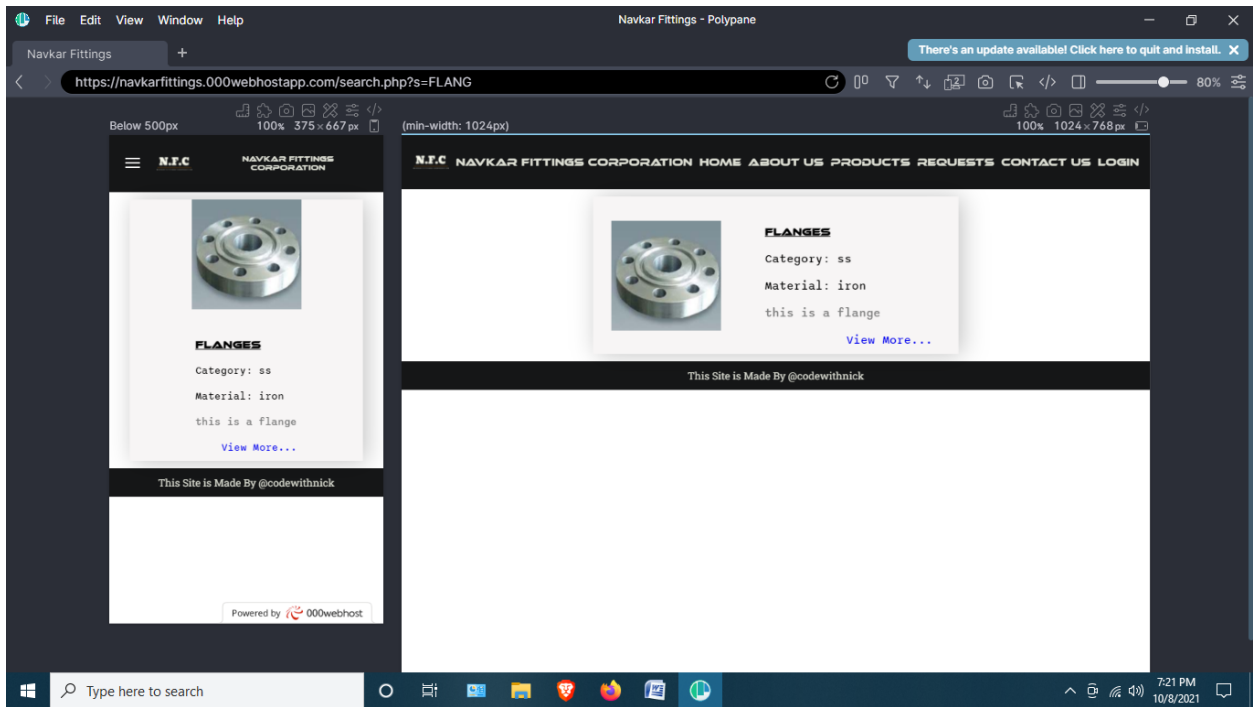 File Edit View Window Help
Navkar Fittings - Polypane
Navkar Fittings
There's an update available! Click here to quit and install. X
https://navkarfittings.000webhostapp.com/search.php?s=FLANG
80%
Below 500px
100% 375×667 px
N.F.C NAVKAR FITTINGS
CORPORATION
FLANGES
Category: ss
Material: iron
this is a flange
View More...
This Site is Made By @codewithnick
Powered by 000webhost
(min-width: 1024px)
100% 1024×768 px
N.F.C NAVKAR FITTINGS CORPORATION HOME ABOUT US PRODUCTS REQUESTS CONTACT US LOGIN
FLANGES
Category: ss
Material: iron
this is a flange
View More...
This Site is Made By @codewithnick
Type here to search
7:21 PM
10/8/2021